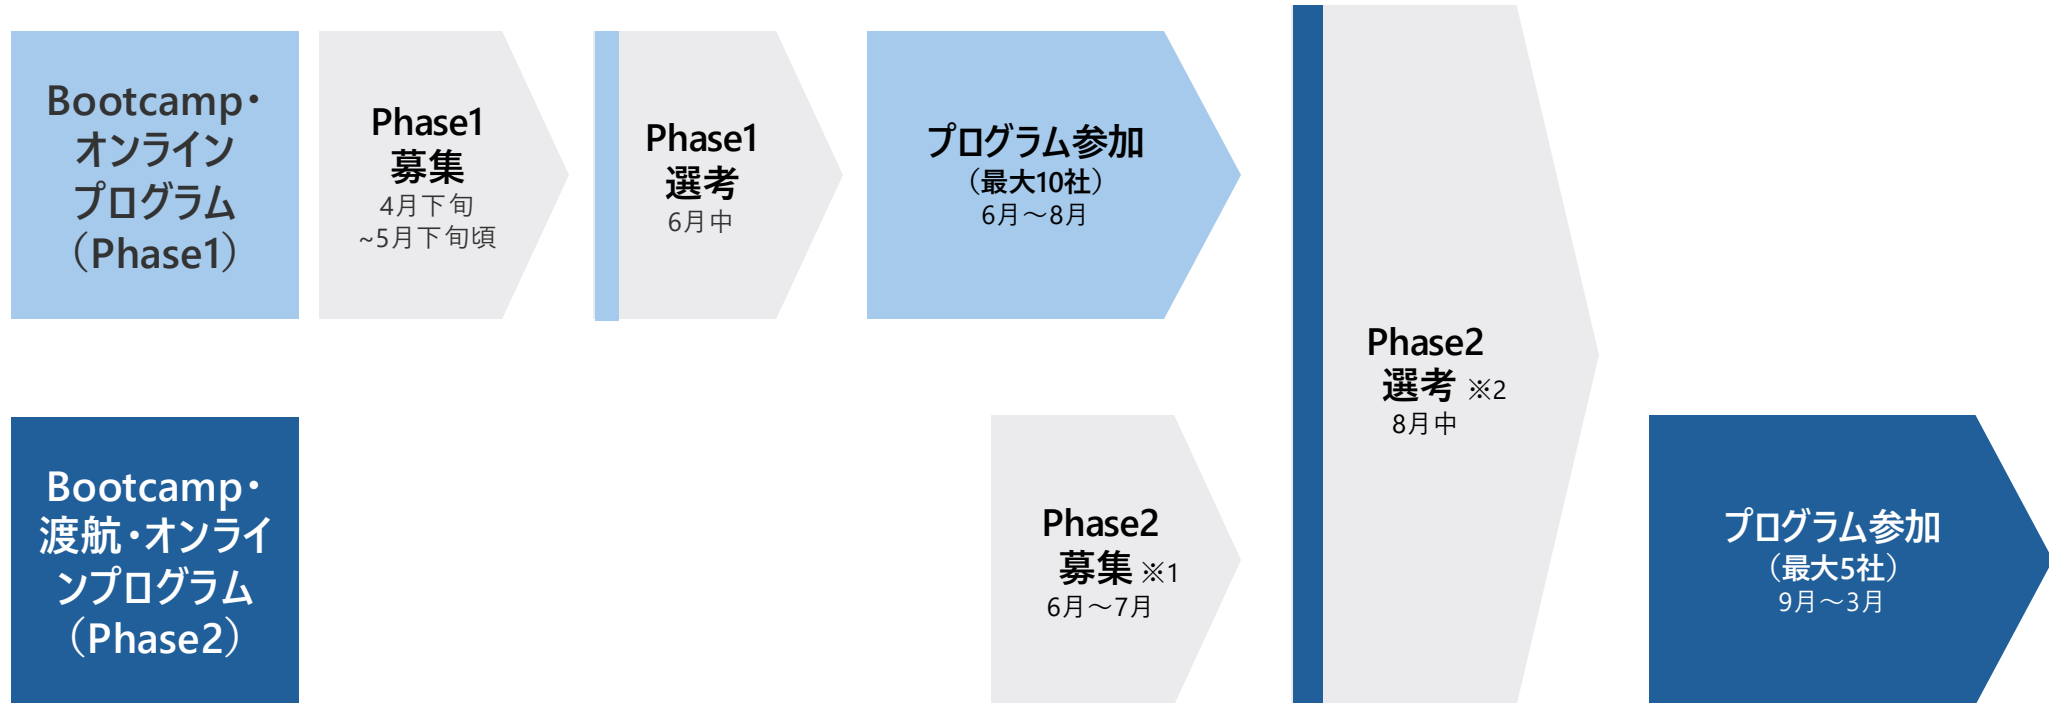 Bootcamp・
オンライン
プログラム
（Phase1）
Phase1
募集
4月下旬
~5月下旬頃
Phase1
選考
6月中
プログラム参加
（最大10社）
6月～8月
Phase2
選考 ※2
8月中
Bootcamp・
渡航・オンライ
ンプログラム
（Phase2）
Phase2
募集 ※1
6月～7月
プログラム参加
（最大5社）
9月～3月